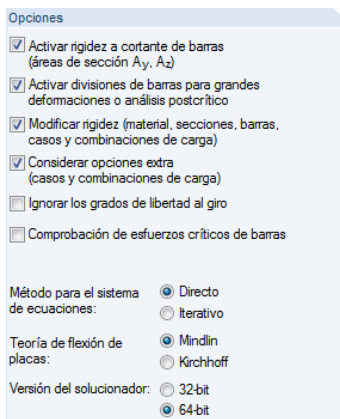 Opciones
Activar rigidez a cortante de barras
(áreas de sección Ay, Az)
Activar divisiones de barras para grandes
deformaciones o análisis postcrítico
Modificar rigidez (material, secciones, barras,
casos y combinaciones de carga)
Considerar opciones extra
(casos y combinaciones de carga)
Ignorar los grados de libertad al giro
Comprobación de esfuerzos críticos de barras
Método para el sistema
de ecuaciones:
Directo
Iterativo
Teoría de flexión de
placas:
Mindlin
Kirchhoff
Versión del solucionador:
32-bit
64-bit